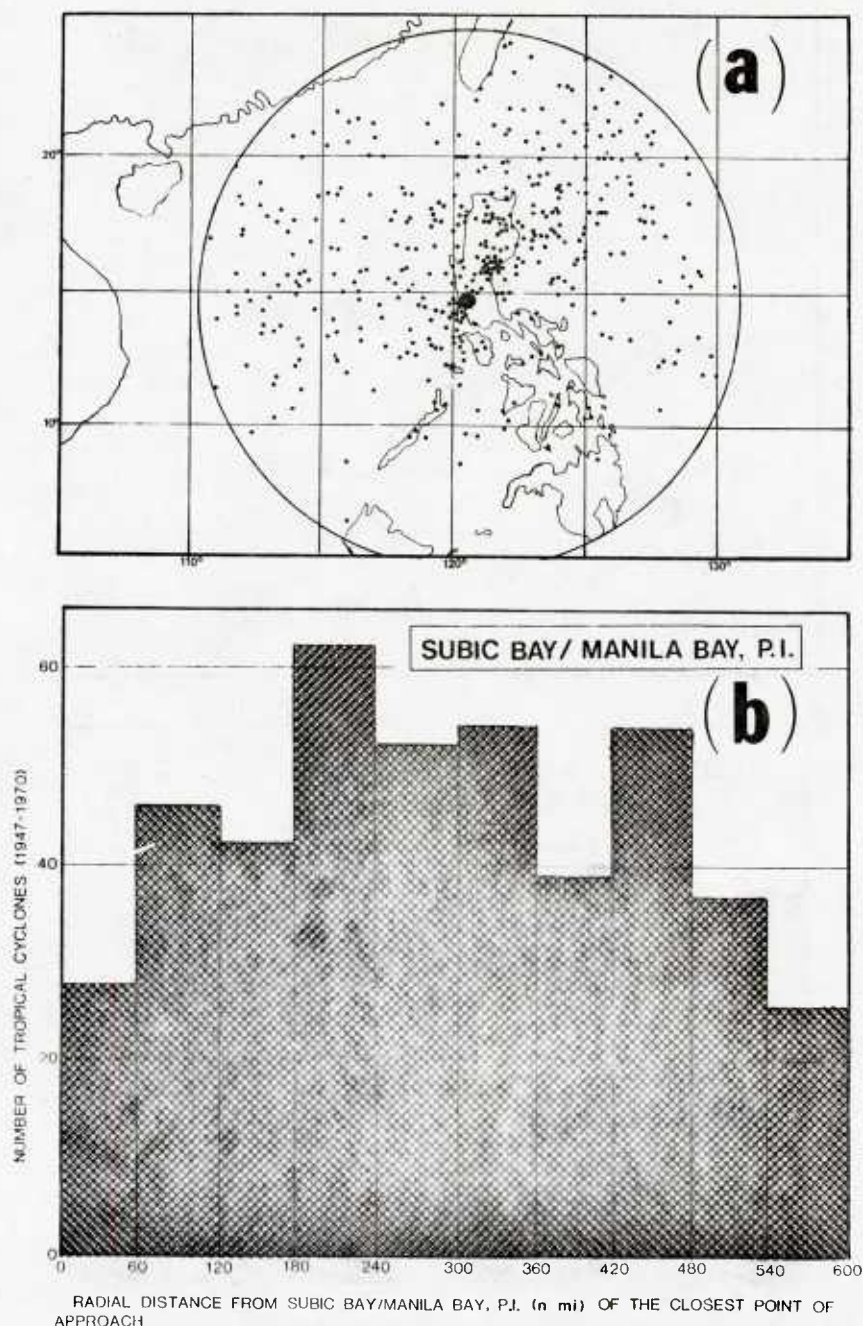 (a)
20°
10°
110°
120°
130°
SUBIC BAY/ MANILA BAY, P.I.
(b)
NUMBER OF TROPICAL CYCLONES (1947-1970)
60
40
20
0
0 60 120 180 240 300 360 420 480 540 600
RADIAL DISTANCE FROM SUBIC BAY/MANILA BAY, P.I. (n mi) OF THE CLOSEST POINT OF
APPROACH